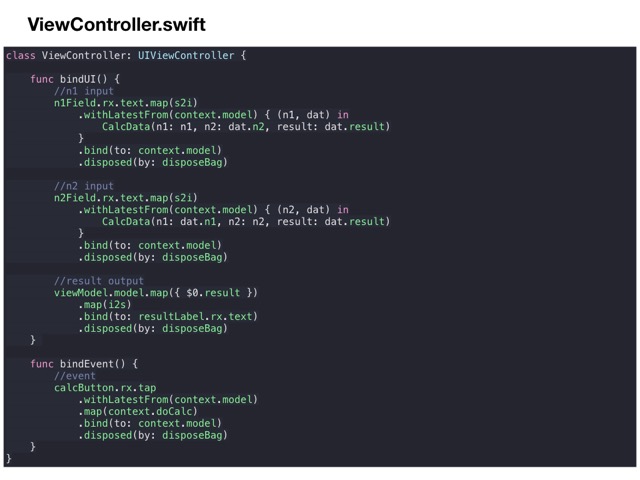 ViewController.swift
class ViewController: UIViewController {
    func bindUI() {
        //n1 input
        n1Field.rx.text.map(s2i)
            .withLatestFrom(context.model) { (n1, dat) in
                CalcData(n1: n1, n2: dat.n2, result: dat.result)
            }
            .bind(to: context.model)
            .disposed(by: disposeBag)
        //n2 input
        n2Field.rx.text.map(s2i)
            .withLatestFrom(context.model) { (n2, dat) in
                CalcData(n1: dat.n1, n2: n2, result: dat.result)
            }
            .bind(to: context.model)
            .disposed(by: disposeBag)
        //result output
        viewModel.model.map({ $0.result })
            .map(i2s)
            .bind(to: resultLabel.rx.text)
            .disposed(by: disposeBag)
    }
    func bindEvent() {
        //event
        calcButton.rx.tap
            .withLatestFrom(context.model)
            .map(context.doCalc)
            .bind(to: context.model)
            .disposed(by: disposeBag)
    }
}